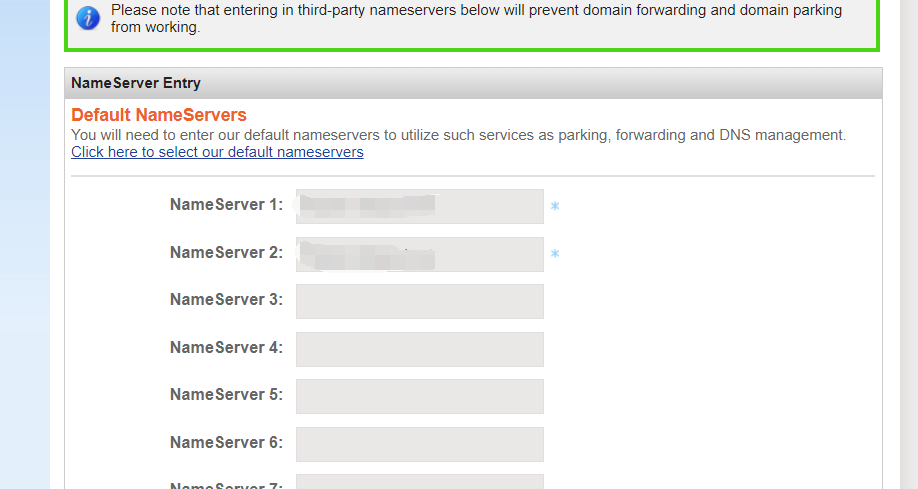 Please note that entering in third-party nameservers below will prevent domain forwarding and domain parking
from working.
NameServer Entry
Default NameServers
You will need to enter our default nameservers to utilize such services as parking, forwarding and DNS management.
Click here to select our default nameservers
NameServer 1: *
NameServer 2: *
NameServer 3:
NameServer 4:
NameServer 5:
NameServer 6:
NameServer 7: